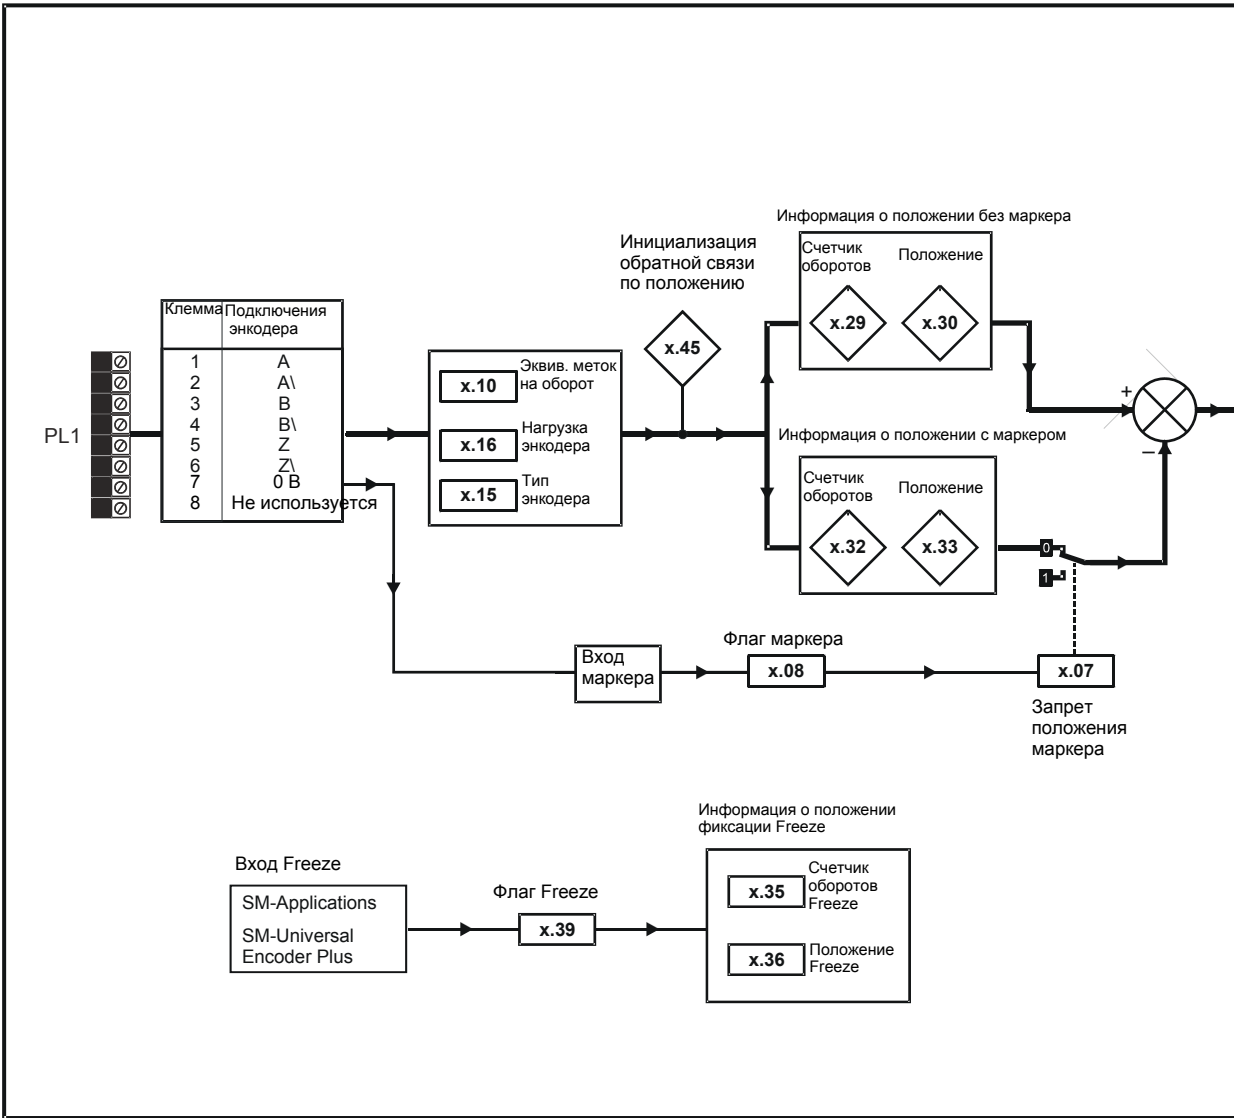 Информация о положении без маркера
Инициализация
обратной связи
по положению
Счетчик
оборотов
Положение
x.29
x.30
x.45
Клемма
Подключения
энкодера
1 A
2 A\
3 B
4 B\
5 Z
6 Z\
7 0 В
8 Не используется
PL1
x.10
Эквив. меток
на оборот
x.16
Нагрузка
энкодера
x.15
Тип
энкодера
+
–
Информация о положении с маркером
Счетчик
оборотов
Положение
x.32
x.33
0
1
Вход
маркера
Флаг маркера
x.08
x.07
Запрет
положения
маркера
Информация о положении
фиксации Freeze
Вход Freeze
SM-Applications
SM-Universal
Encoder Plus
Флаг Freeze
x.39
x.35
Счетчик
оборотов
Freeze
x.36
Положение
Freeze